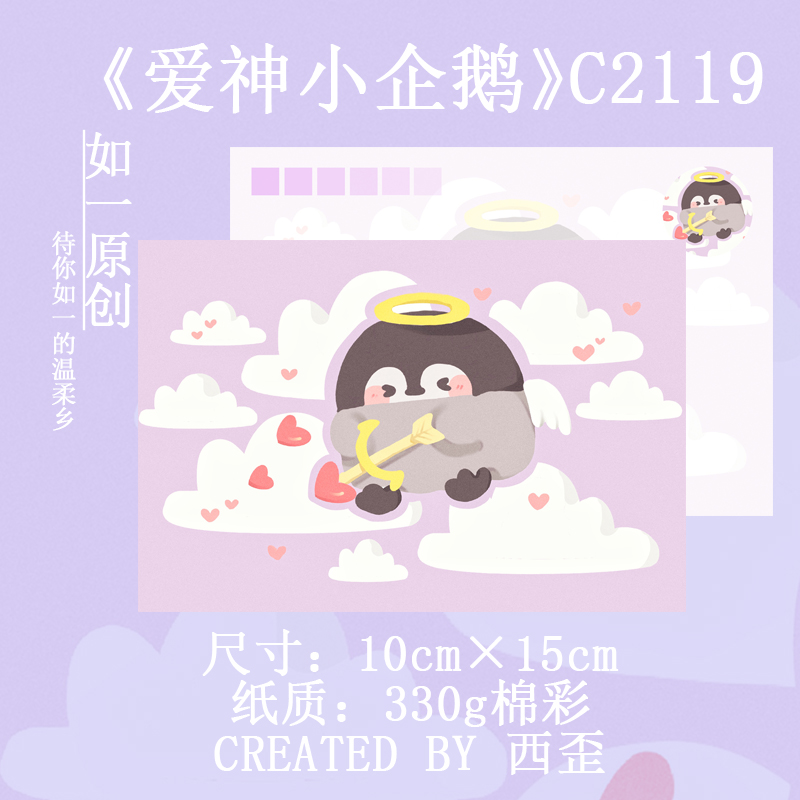 《爱神小企鹅》C2119
如一原创
待你如一的温柔乡
尺寸：10cm×15cm
纸质：330g棉彩
CREATED BY 西歪